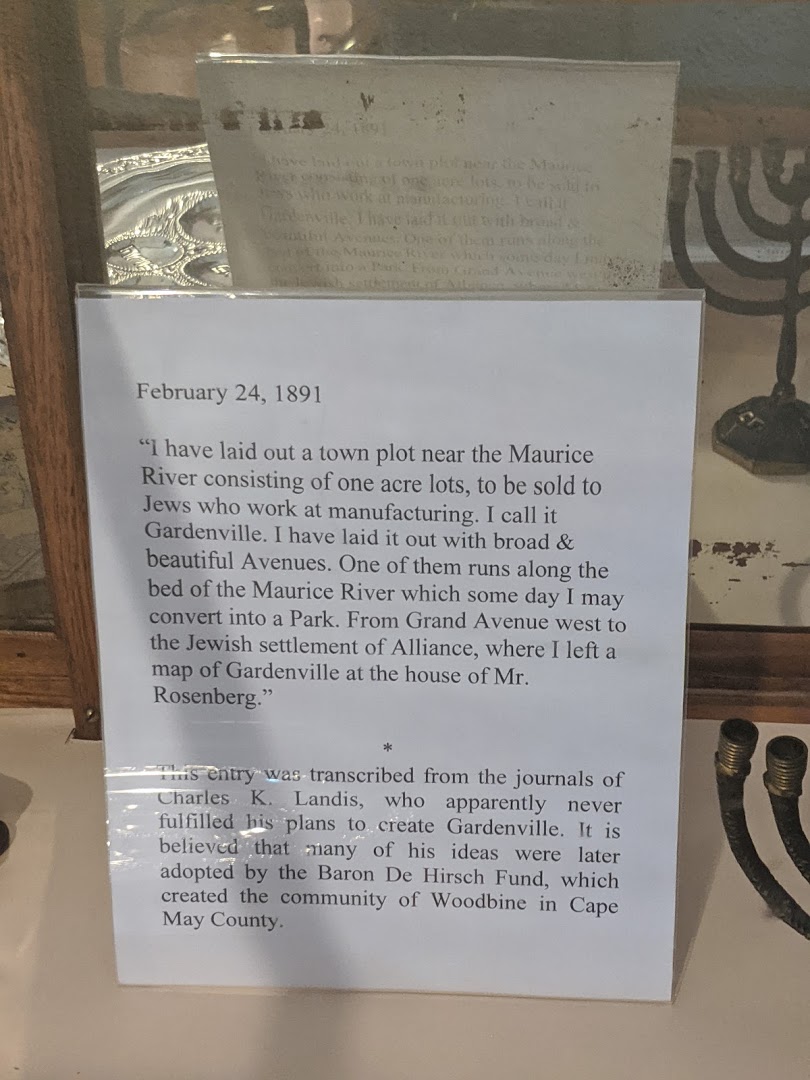 February 24, 1891
“I have laid out a town plot near the Maurice
River consisting of one acre lots, to be sold to
Jews who work at manufacturing. I call it
Gardenville. I have laid it out with broad &
beautiful Avenues. One of them runs along the
bed of the Maurice River which some day I may
convert into a Park. From Grand Avenue west to
the Jewish settlement of Alliance, where I left a
map of Gardenville at the house of Mr.
Rosenberg.”
*
This entry was transcribed from the journals of
Charles K. Landis, who apparently never
fulfilled his plans to create Gardenville. It is
believed that many of his ideas were later
adopted by the Baron De Hirsch Fund, which
created the community of Woodbine in Cape
May County.